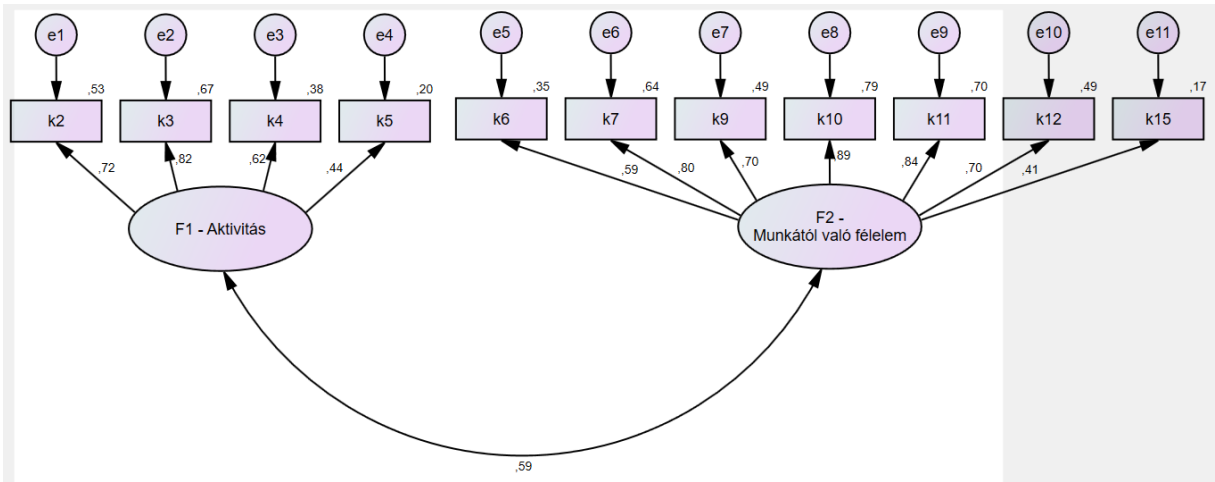 e1 e2 e3 e4 e5 e6 e7 e8 e9 e10 e11
,53 ,67 ,38 ,20 ,35 ,64 ,49 ,79 ,70 ,49 ,17
k2 k3 k4 k5 k6 k7 k9 k10 k11 k12 k15
,72 ,82 ,62 ,44 ,59 ,80 ,70 ,89 ,84 ,70 ,41
F1 - Aktivitás
F2 -
Munkától való félelem
,59